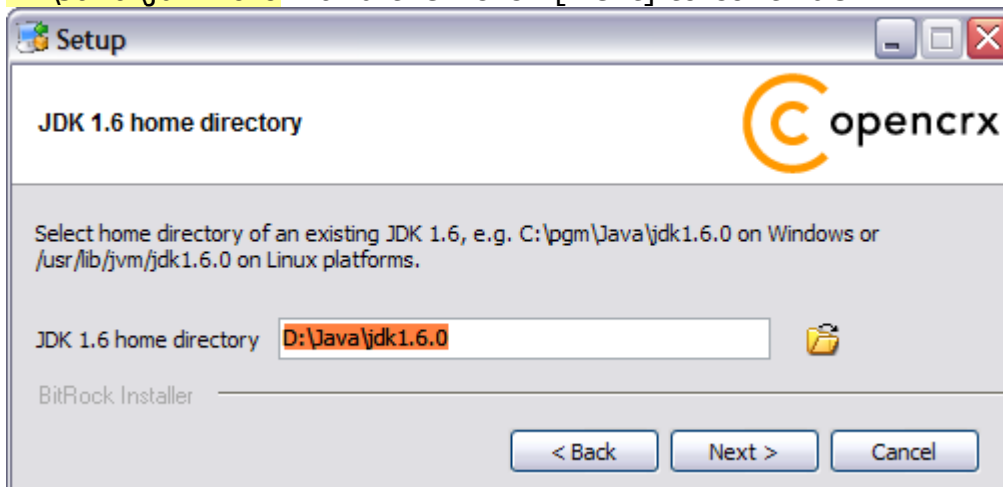 Setup
JDK 1.6 home directory
opencrx
Select home directory of an existing JDK 1.6, e.g. C:\pgm\Java\jdk1.6.0 on Windows or
/usr/lib/jvm/jdk1.6.0 on Linux platforms.
JDK 1.6 home directory D:\Java\jdk1.6.0
BitRock Installer
< Back Next > Cancel